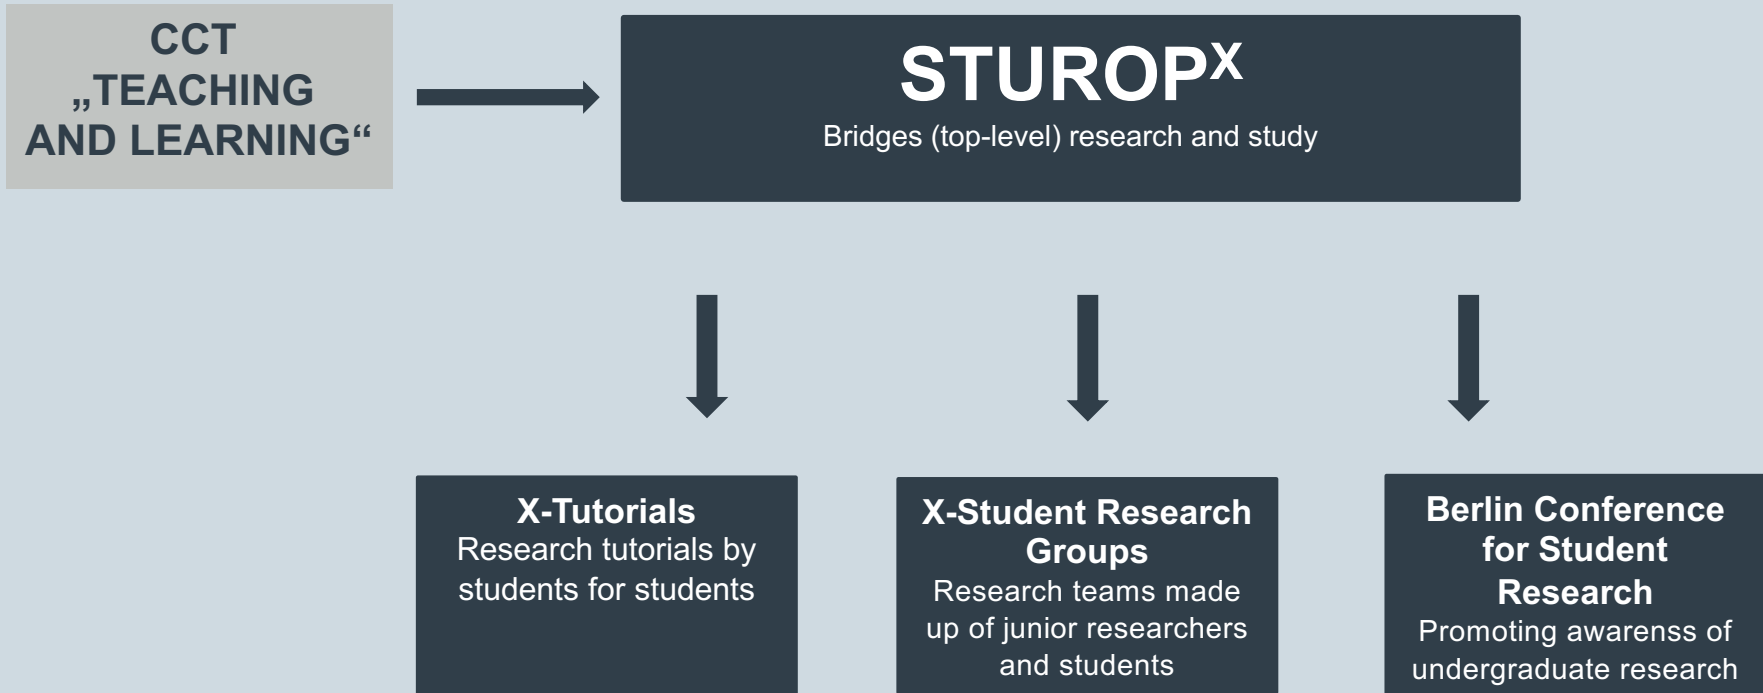 CCT
„TEACHING
AND LEARNING“
STUROPX
Bridges (top-level) research and study
X-Tutorials
Research tutorials by
students for students
X-Student Research
Groups
Research teams made
up of junior researchers
and students
Berlin Conference
for Student
Research
Promoting awarenss of
undergraduate research